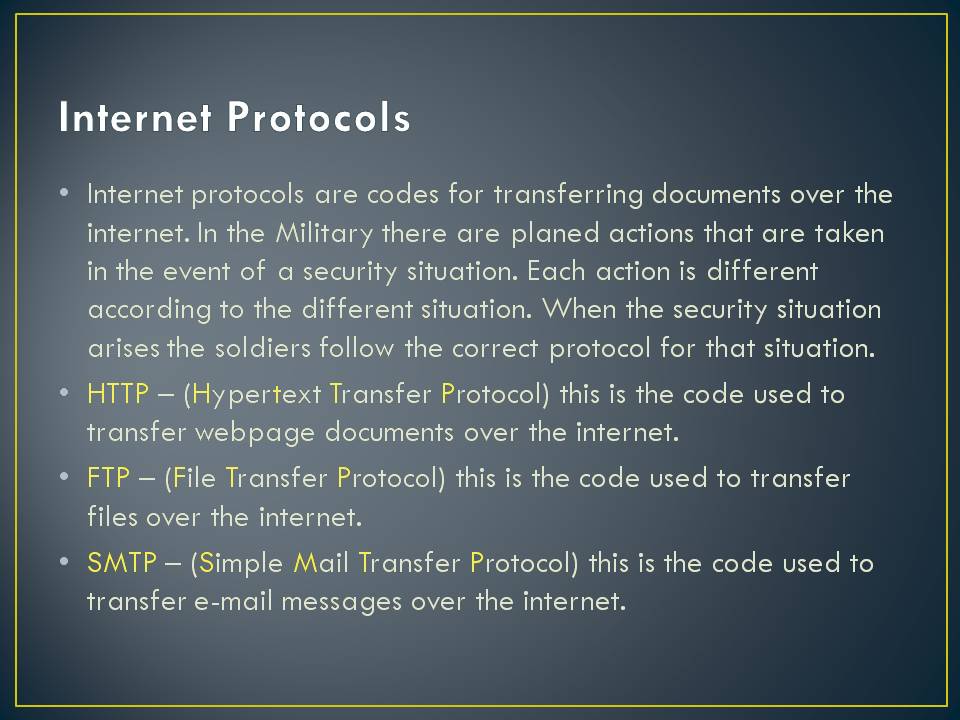 Internet Protocols
• Internet protocols are codes for transferring documents over the
internet. In the Military there are planed actions that are taken
in the event of a security situation. Each action is different
according to the different situation. When the security situation
arises the soldiers follow the correct protocol for that situation.
• HTTP – (Hypertext Transfer Protocol) this is the code used to
transfer webpage documents over the internet.
• FTP – (File Transfer Protocol) this is the code used to transfer
files over the internet.
• SMTP – (Simple Mail Transfer Protocol) this is the code used to
transfer e-mail messages over the internet.